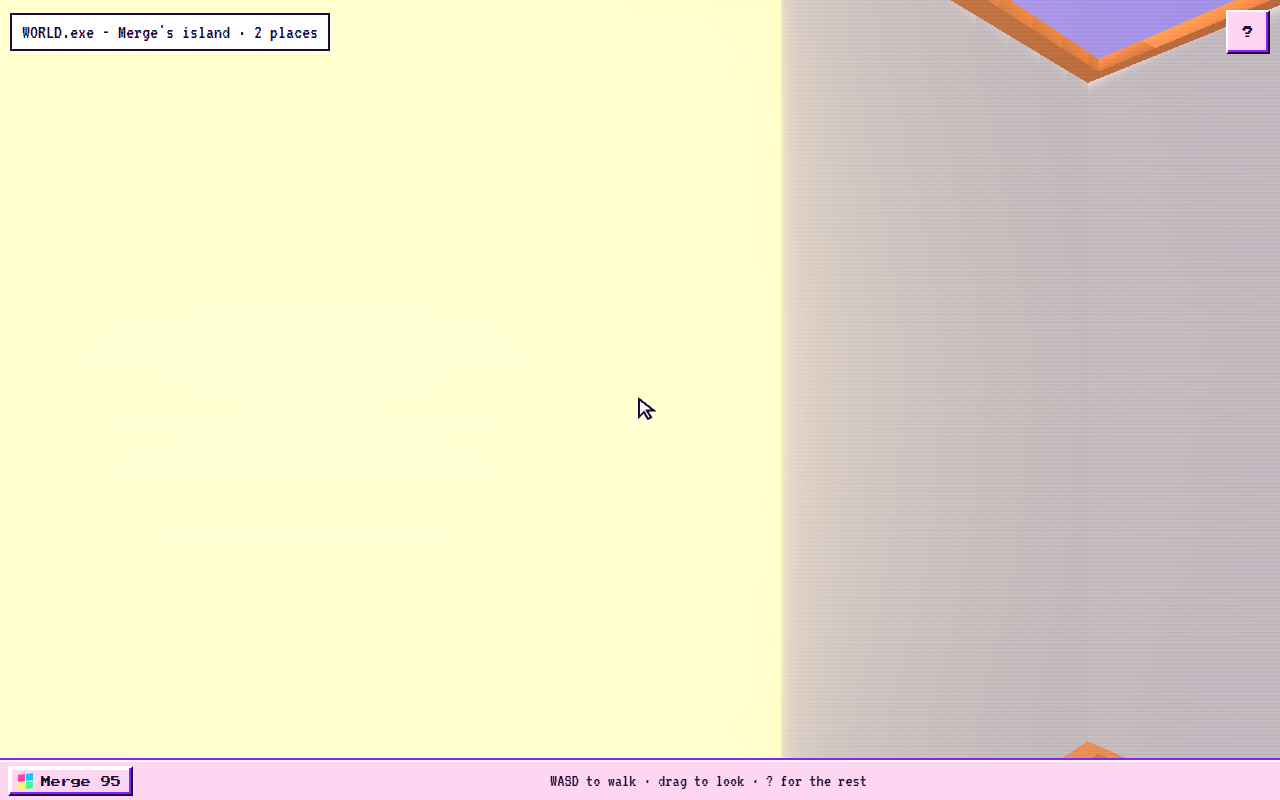 WORLD.exe - Merge's island · 2 places
?
Merge 95
WASD to walk · drag to look · ? for the rest